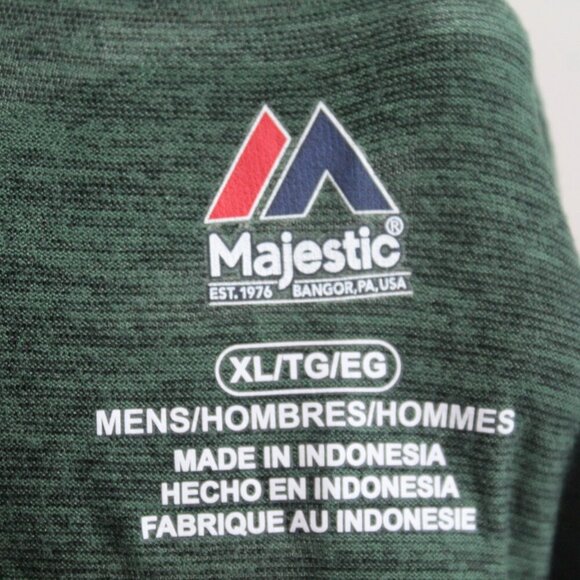 Majestic®
EST. 1976 BANGOR, PA, USA
XL/TG/EG
MENS/HOMBRES/HOMMES
MADE IN INDONESIA
HECHO EN INDONESIA
FABRIQUE AU INDONESIE